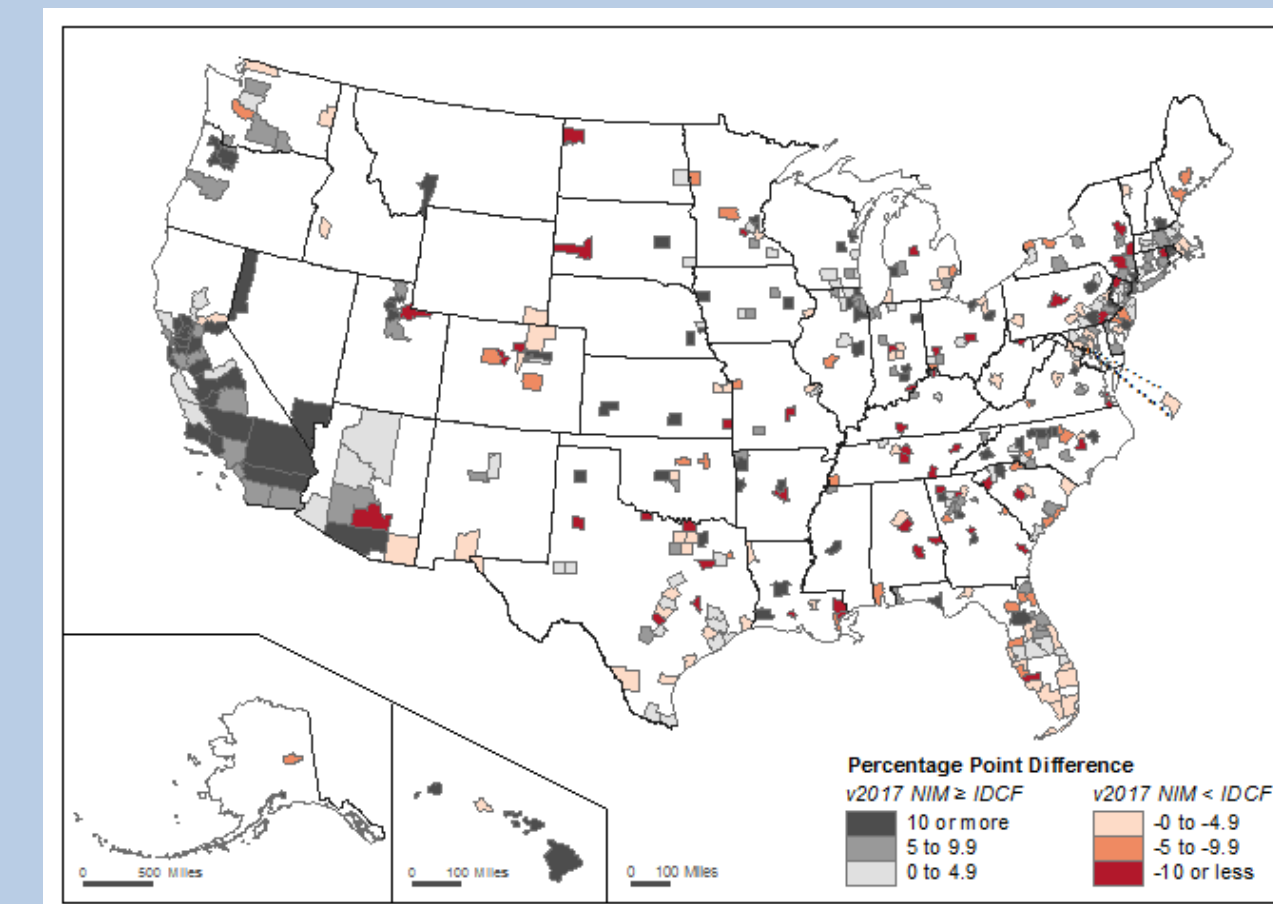 Percentage Point Difference
v2017 NIM ≥ IDCF
v2017 NIM < IDCF
10 or more
-0 to -4.9
5 to 9.9
-5 to -9.9
0 to 4.9
-10 or less
0 500 Miles
0 100 Miles
0 100 Miles